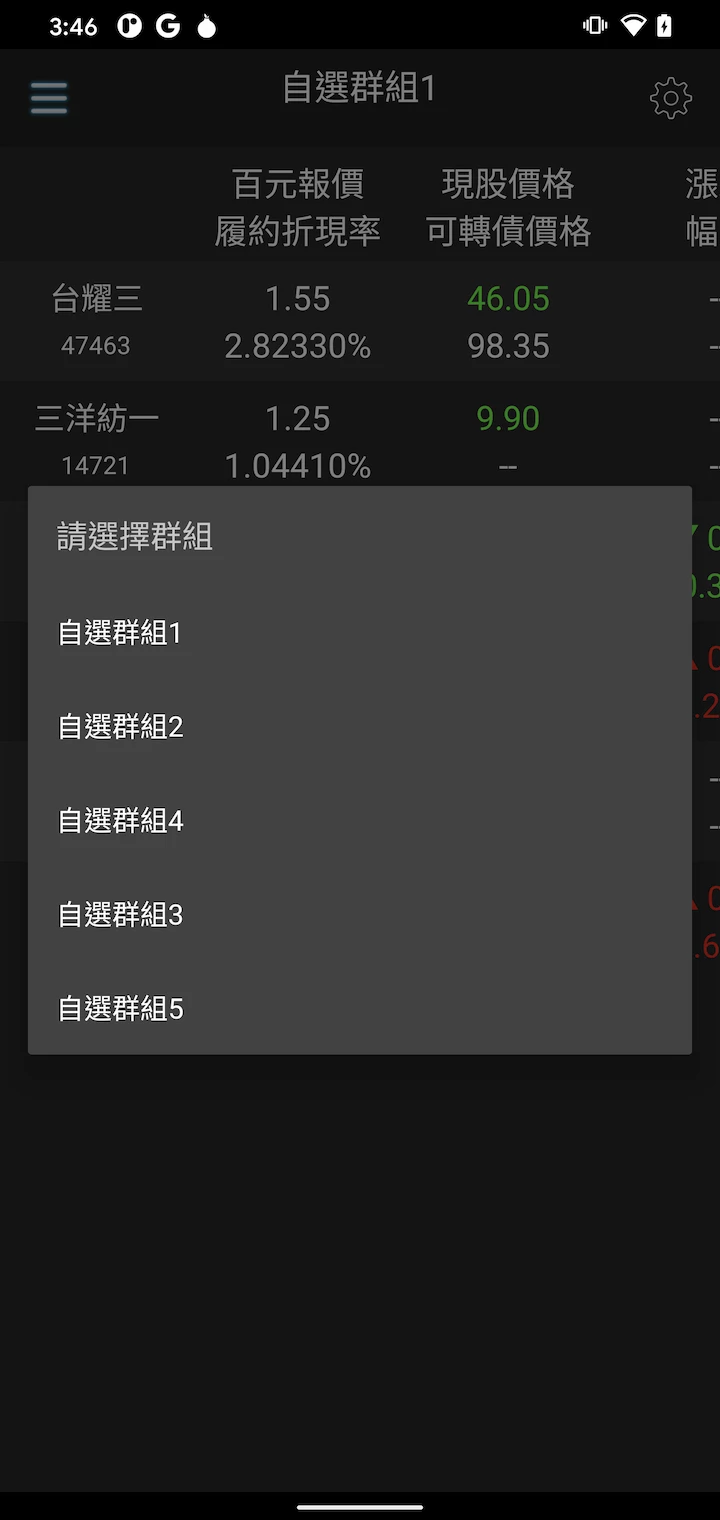 3:46
自選群組1
百元報價 現股價格 漲
履約折現率 可轉債價格 幅
台耀三 1.55 46.05
47463 2.82330% 98.35
三洋紡一 1.25 9.90
14721 1.04410% --
請選擇群組
自選群組1
自選群組2
自選群組4
自選群組3
自選群組5